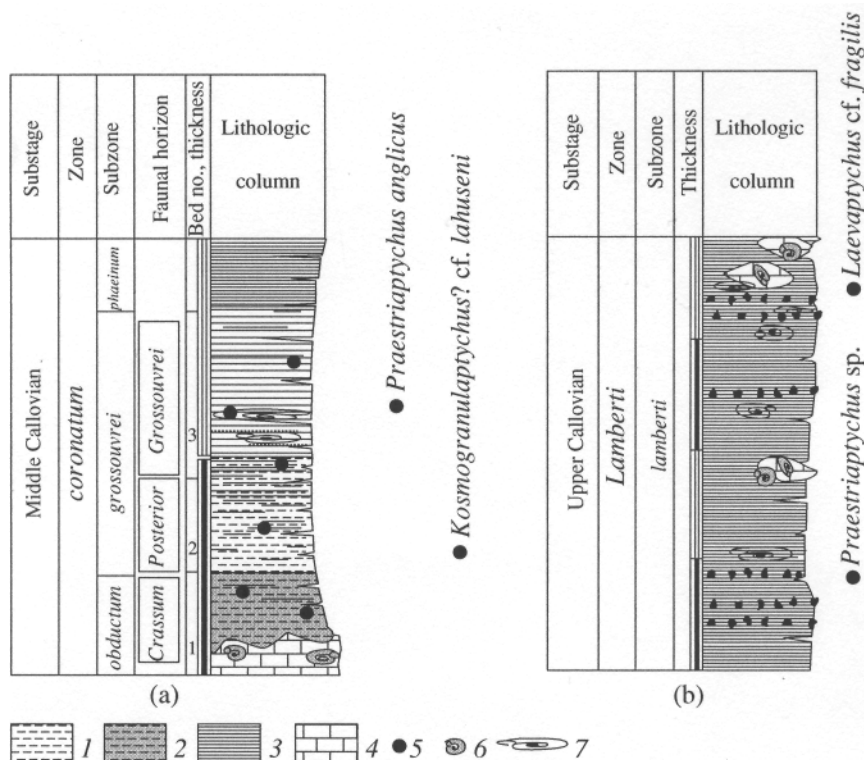 Substage
Zone
Subzone
Faunal horizon
Bed no., thickness
Lithologic
column
Middle Callovian
coronatum
phaeinum
grossouvrei
obductum
Grossouvrei
Posterior
Crassum
3
2
1
Praestriaptychus anglicus
Kosmogranulaptychus? cf. lahuseni
(a)
Substage
Zone
Subzone
Thickness
Lithologic
column
Upper Callovian
Lamberti
lamberti
Laevaptychus cf. fragilis
Praestriaptychus sp.
(b)
1 2 3 4 5 6 7